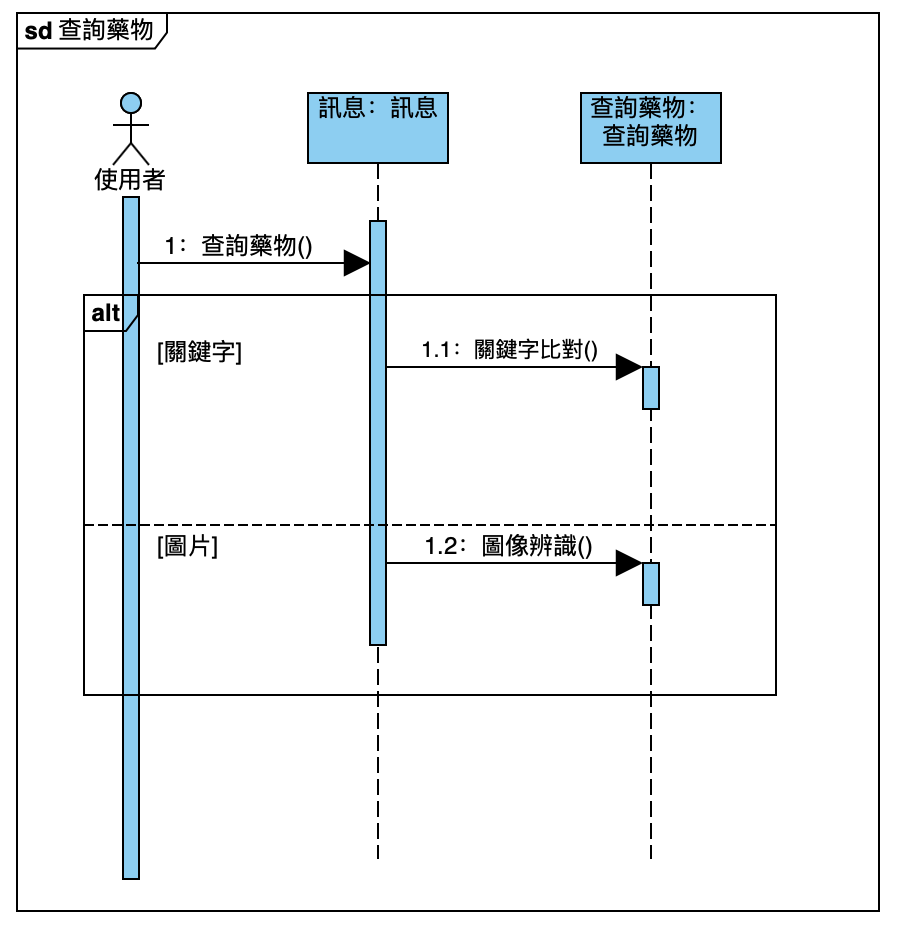 sd 查詢藥物
訊息：訊息
查詢藥物：
查詢藥物
使用者
1：查詢藥物()
alt
[關鍵字]
1.1：關鍵字比對()
[圖片]
1.2：圖像辨識()